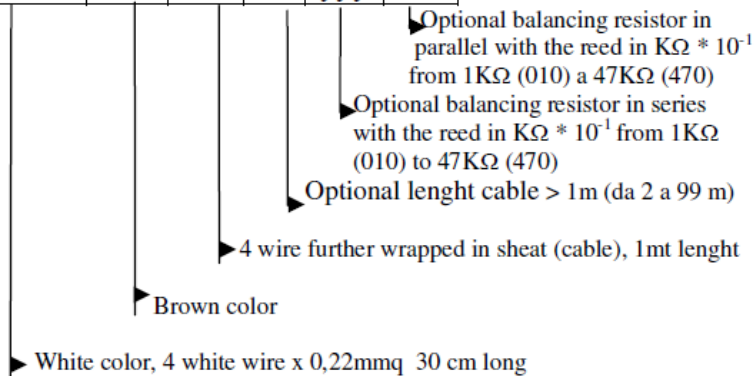 Optional balancing resistor in
parallel with the reed in KΩ * 10⁻¹
from 1KΩ (010) a 47KΩ (470)
Optional balancing resistor in series
with the reed in KΩ * 10⁻¹ from 1KΩ
(010) to 47KΩ (470)
Optional lenght cable > 1m (da 2 a 99 m)
4 wire further wrapped in sheat (cable), 1mt lenght
Brown color
White color, 4 white wire x 0,22mmq 30 cm long